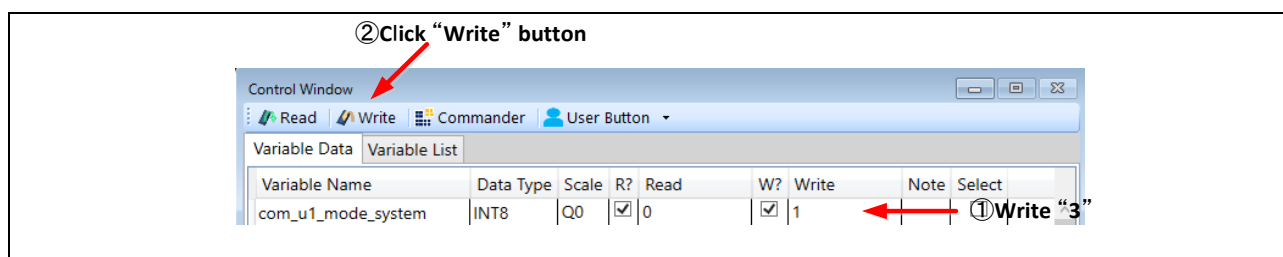 ②Click “Write” button
Control Window
Read Write Commander User Button
Variable Data Variable List
Variable Name Data Type Scale R? Read W? Write Note Select
com_u1_mode_system INT8 Q0 0 1 ①Write “3”